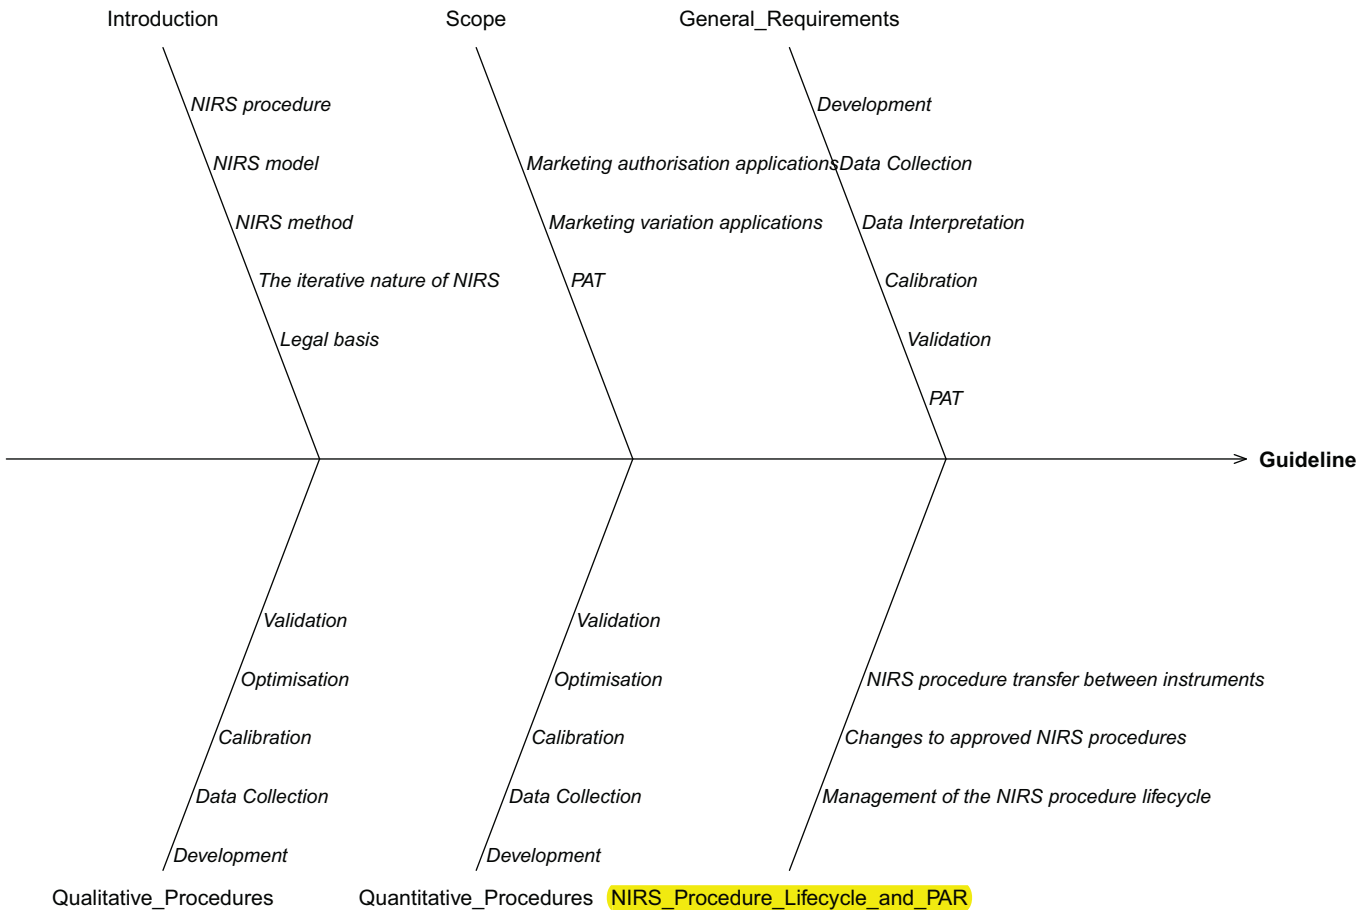 Introduction
Scope
General_Requirements
NIRS procedure
Development
NIRS model
Marketing authorisation applications
Data Collection
NIRS method
Marketing variation applications
Data Interpretation
The iterative nature of NIRS
PAT
Calibration
Legal basis
Validation
PAT
Guideline
Validation
Validation
Optimisation
Optimisation
NIRS procedure transfer between instruments
Calibration
Calibration
Changes to approved NIRS procedures
Data Collection
Data Collection
Management of the NIRS procedure lifecycle
Development
Development
Qualitative_Procedures
Quantitative_Procedures
NIRS_Procedure_Lifecycle_and_PAR